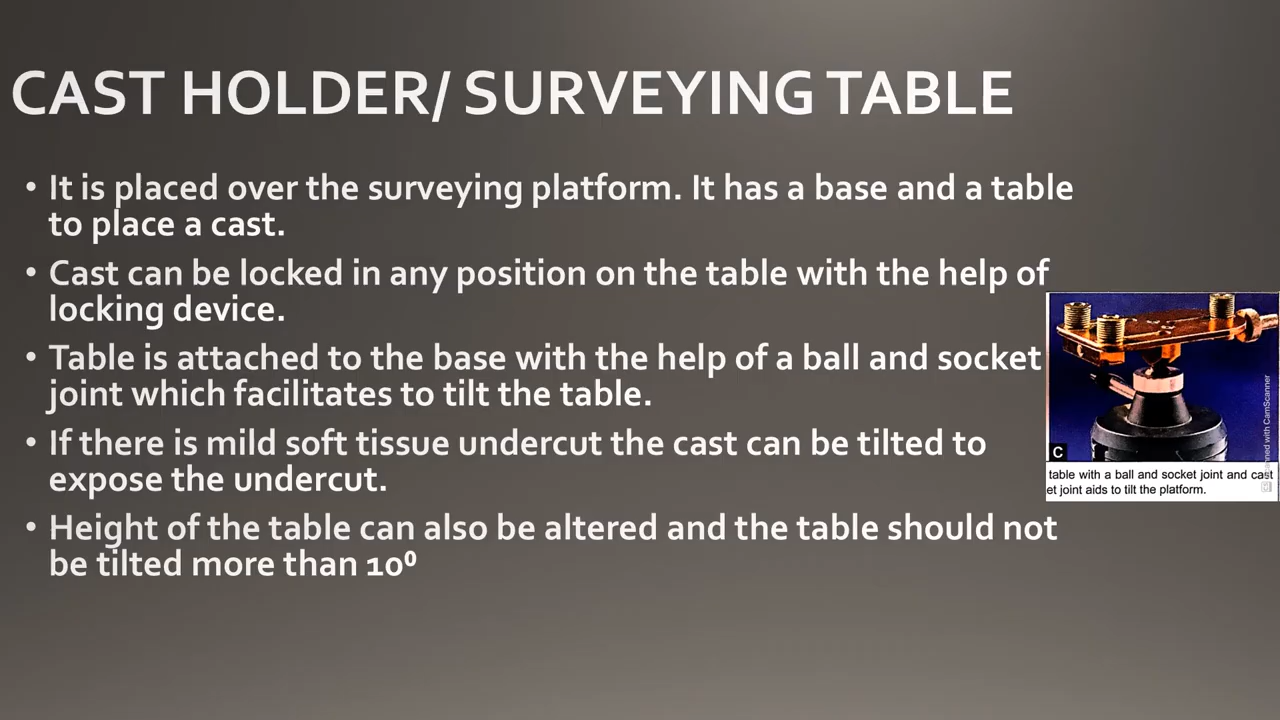 CAST HOLDER/ SURVEYING TABLE
• It is placed over the surveying platform. It has a base and a table
to place a cast.
• Cast can be locked in any position on the table with the help of
locking device.
• Table is attached to the base with the help of a ball and socket
joint which facilitates to tilt the table.
• If there is mild soft tissue undercut the cast can be tilted to
expose the undercut.
• Height of the table can also be altered and the table should not
be tilted more than 10⁰
C
table with a ball and socket joint and cast
et joint aids to tilt the platform.
nned with CamScanner